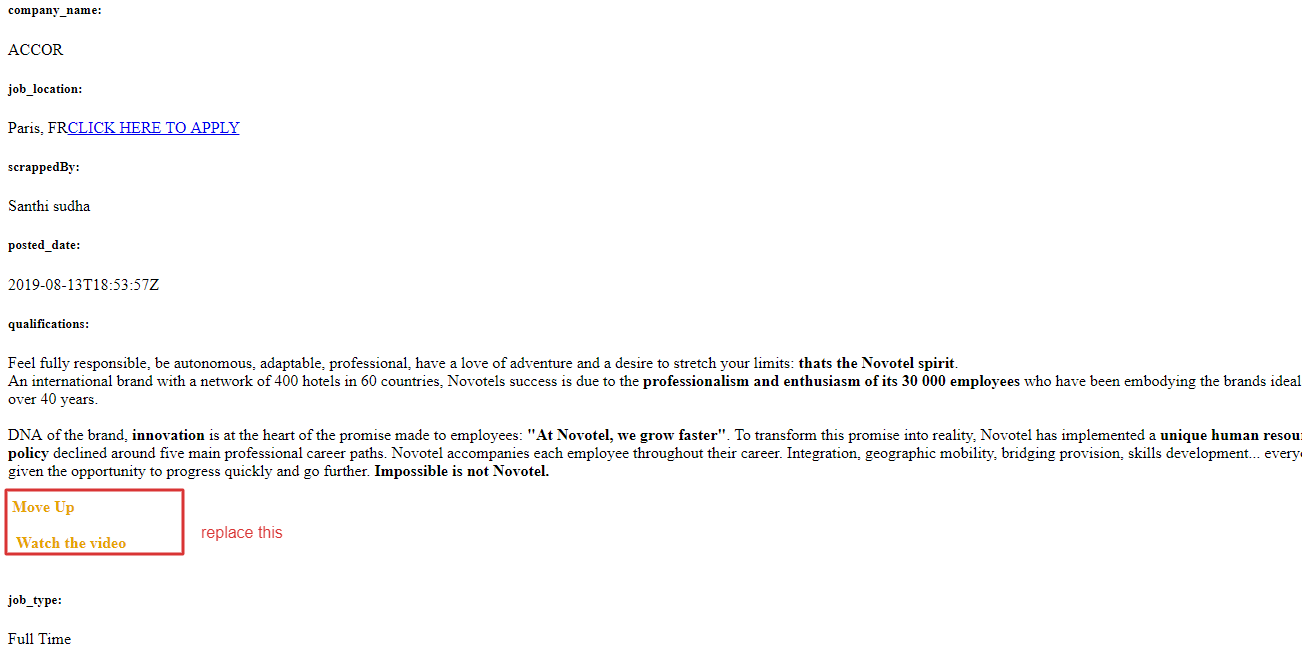 company_name:
ACCOR
job_location:
Paris, FRCLICK HERE TO APPLY
scrappedBy:
Santhi sudha
posted_date:
2019-08-13T18:53:57Z
qualifications:
Feel fully responsible, be autonomous, adaptable, professional, have a love of adventure and a desire to stretch your limits: thats the Novotel spirit.
An international brand with a network of 400 hotels in 60 countries, Novotels success is due to the professionalism and enthusiasm of its 30 000 employees who have been embodying the brands ideal
over 40 years.
DNA of the brand, innovation is at the heart of the promise made to employees: "At Novotel, we grow faster". To transform this promise into reality, Novotel has implemented a unique human resou
policy declined around five main professional career paths. Novotel accompanies each employee throughout their career. Integration, geographic mobility, bridging provision, skills development... every
given the opportunity to progress quickly and go further. Impossible is not Novotel.
Move Up
Watch the video
replace this
job_type:
Full Time